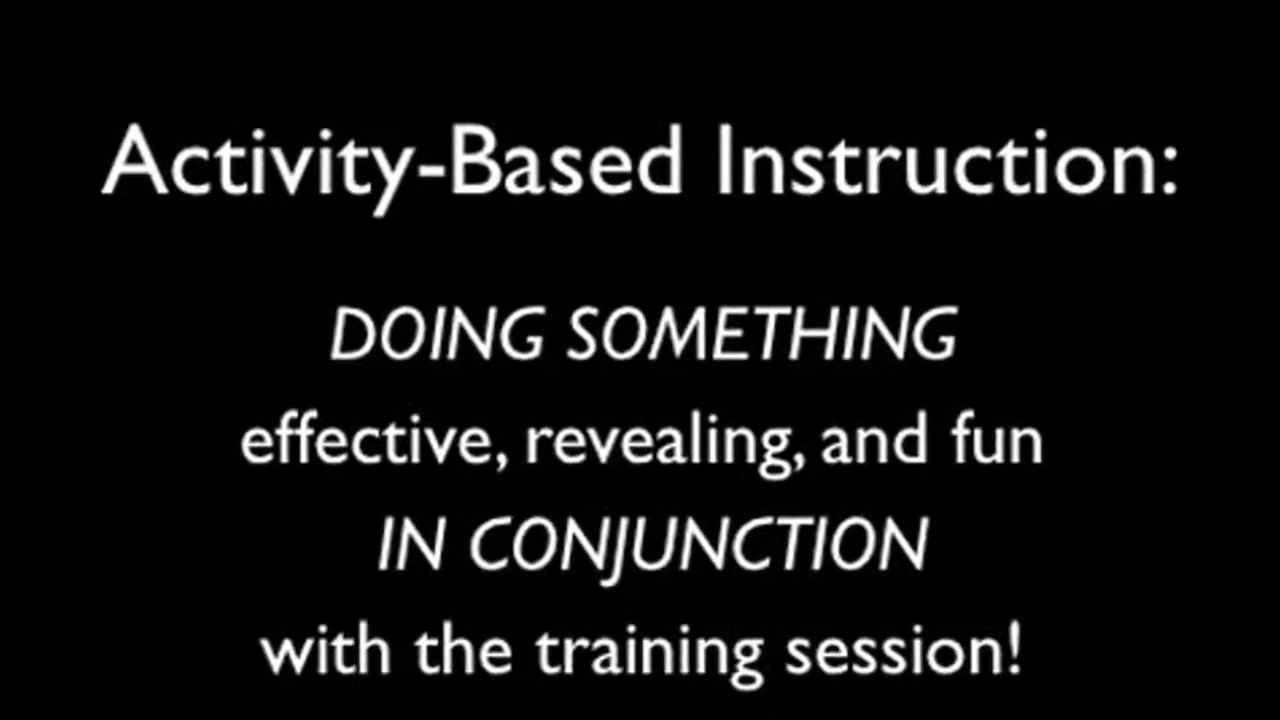 Activity-Based Instruction:
DOING SOMETHING
effective, revealing, and fun
IN CONJUNCTION
with the training session!